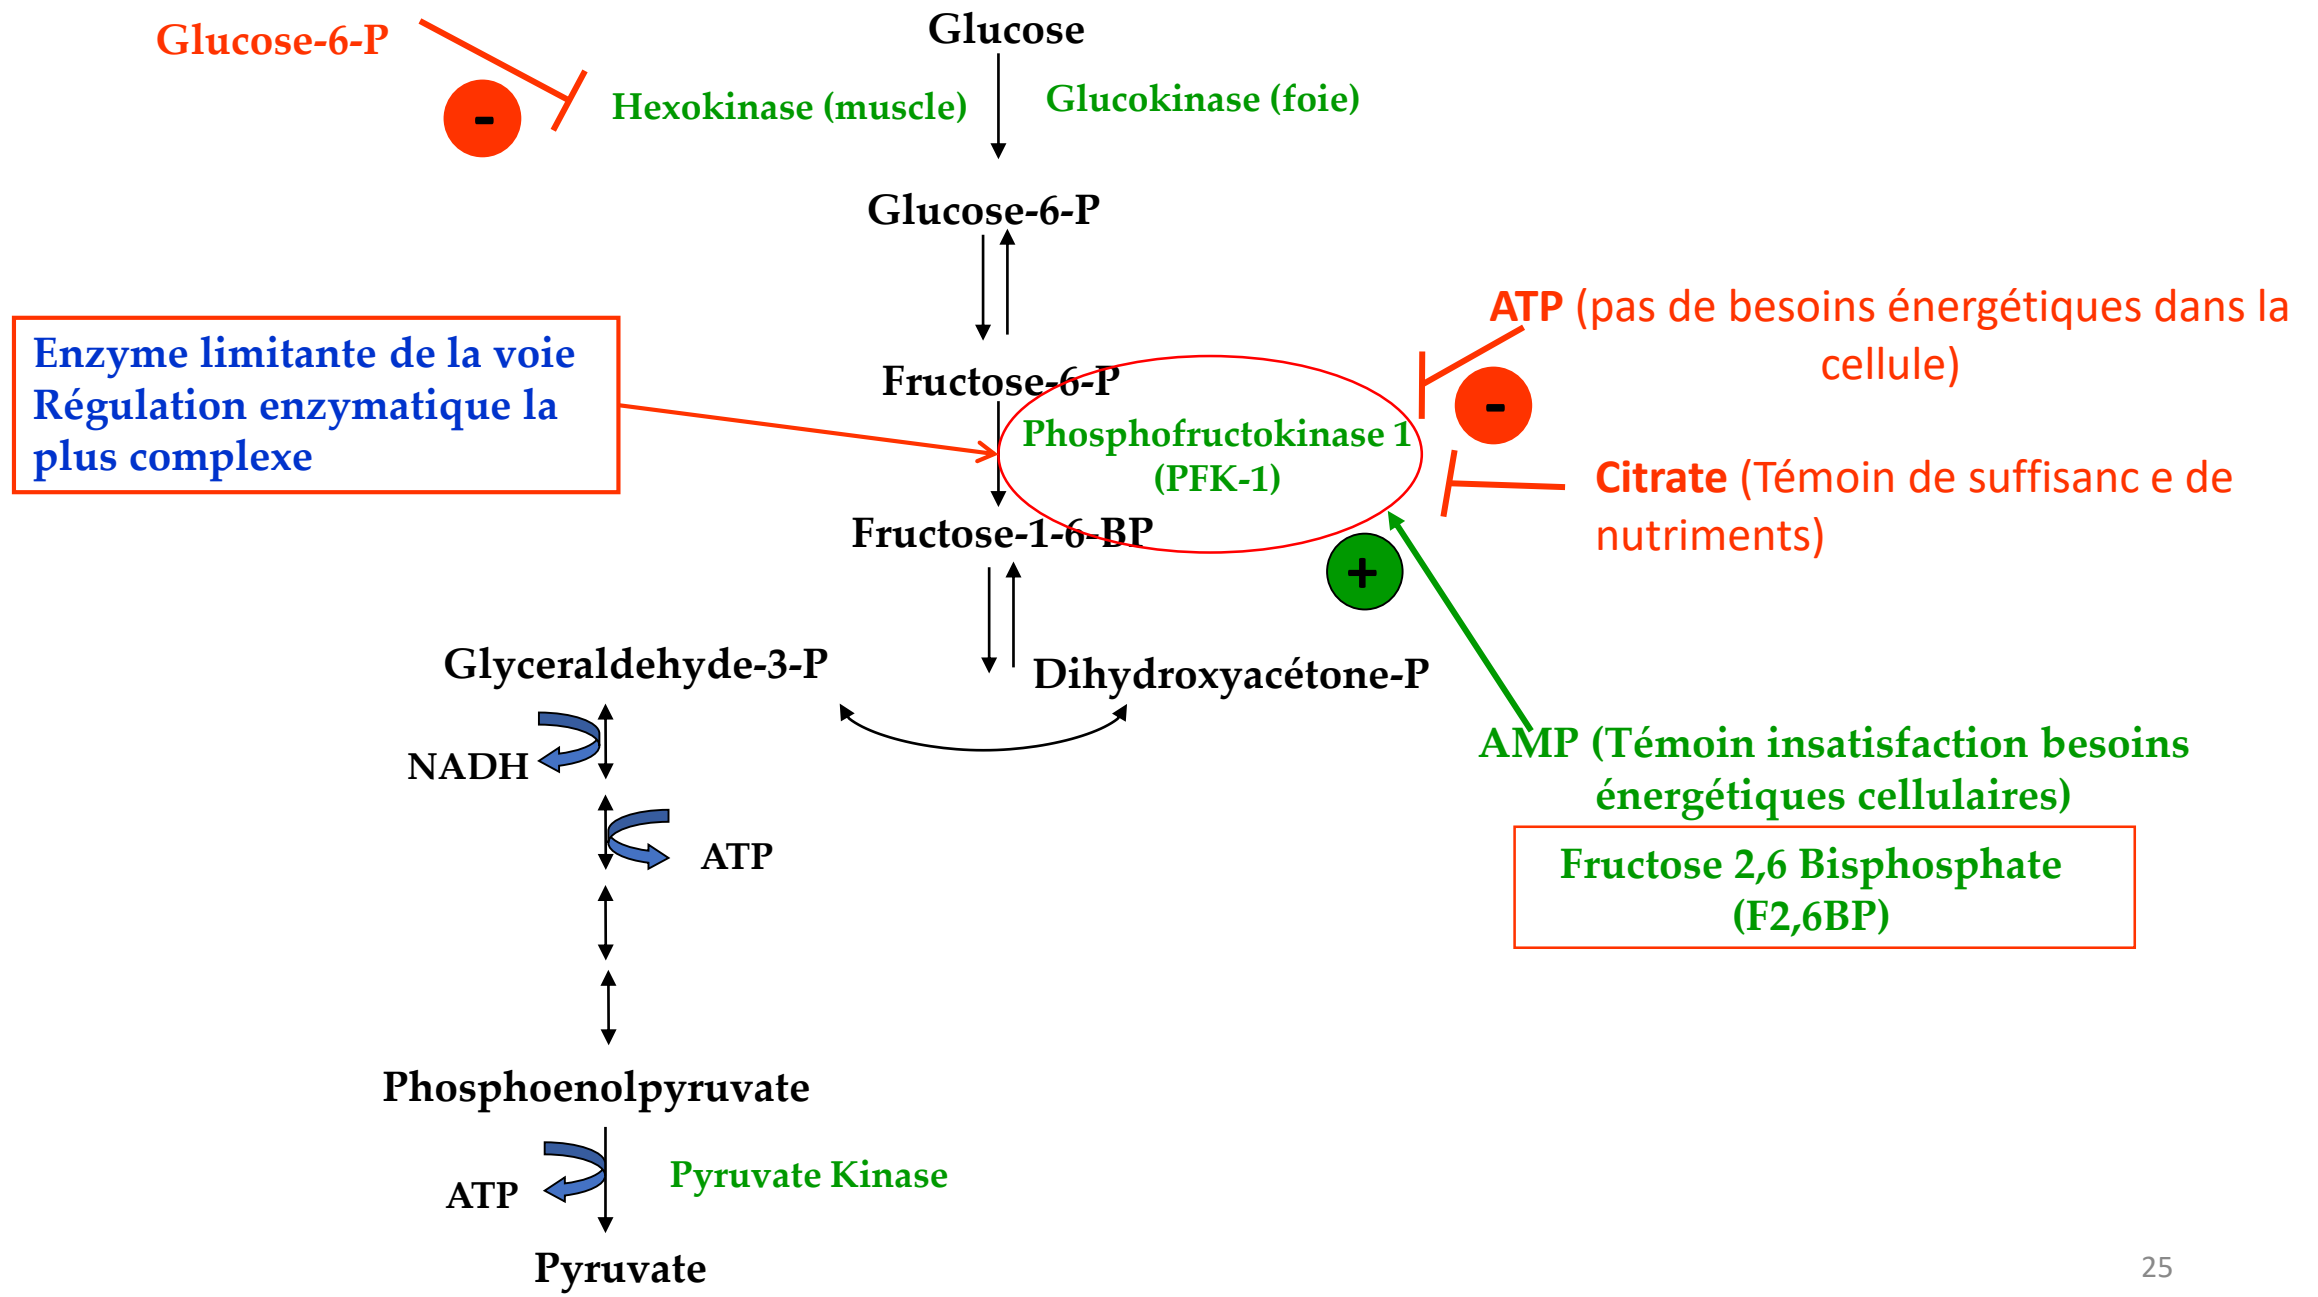 Glucose
Glucose-6-P
-
Hexokinase (muscle)
Glucokinase (foie)
Glucose-6-P
ATP (pas de besoins énergétiques dans la
cellule)
Enzyme limitante de la voie
Régulation enzymatique la
plus complexe
Fructose-6-P
-
Phosphofructokinase 1
(PFK-1)
Citrate (Témoin de suffisanc e de
nutriments)
Fructose-1-6-BP
+
Glyceraldehyde-3-P
Dihydroxyacétone-P
NADH
AMP (Témoin insatisfaction besoins
énergétiques cellulaires)
ATP
Fructose 2,6 Bisphosphate
(F2,6BP)
Phosphoenolpyruvate
ATP
Pyruvate Kinase
Pyruvate
25